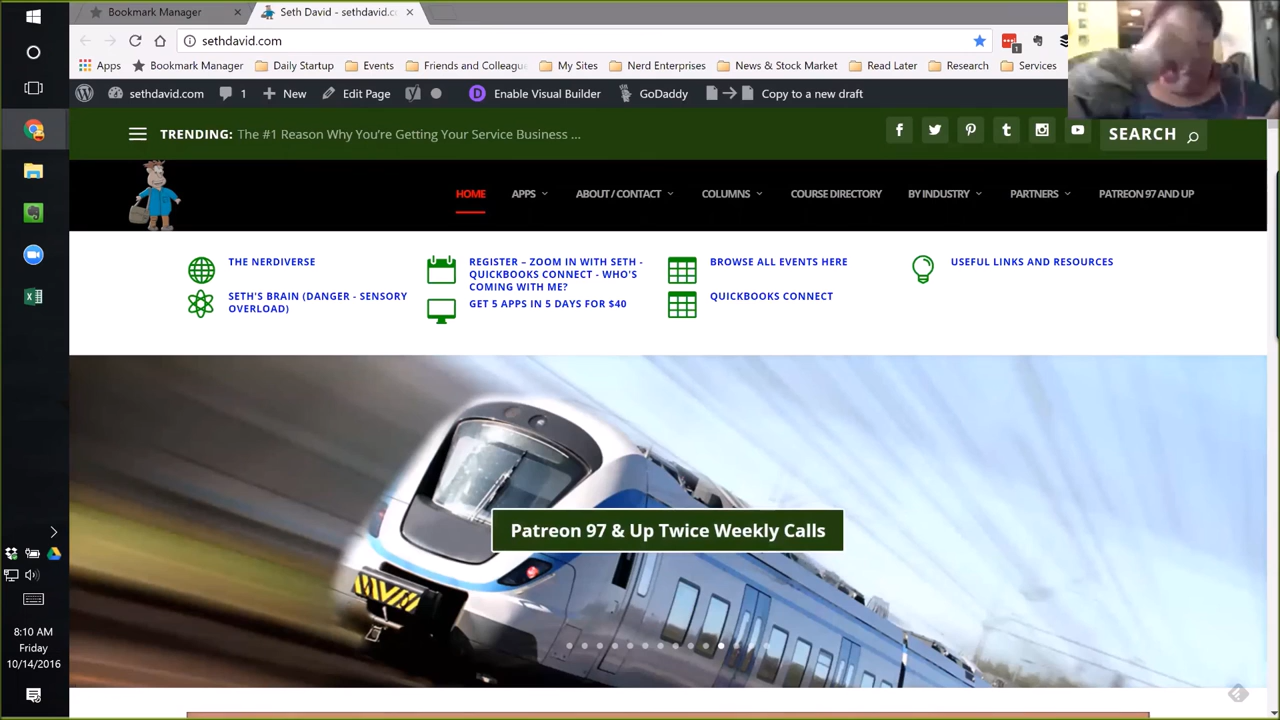 Bookmark Manager
Seth David - sethdavid.co
sethdavid.com
1
Apps
Bookmark Manager
Daily Startup
Events
Friends and Colleagu
My Sites
Nerd Enterprises
News & Stock Market
Read Later
Research
Services
sethdavid.com
1
New
Edit Page
Enable Visual Builder
GoDaddy
Copy to a new draft
TRENDING: The #1 Reason Why You're Getting Your Service Business ...
SEARCH
HOME
APPS
ABOUT / CONTACT
COLUMNS
COURSE DIRECTORY
BY INDUSTRY
PARTNERS
PATREON 97 AND UP
THE NERDIVERSE
SETH'S BRAIN (DANGER - SENSORY
OVERLOAD)
REGISTER – ZOOM IN WITH SETH -
QUICKBOOKS CONNECT - WHO'S
COMING WITH ME?
GET 5 APPS IN 5 DAYS FOR $40
BROWSE ALL EVENTS HERE
QUICKBOOKS CONNECT
USEFUL LINKS AND RESOURCES
Patreon 97 & Up Twice Weekly Calls
8:10 AM
Friday
10/14/2016